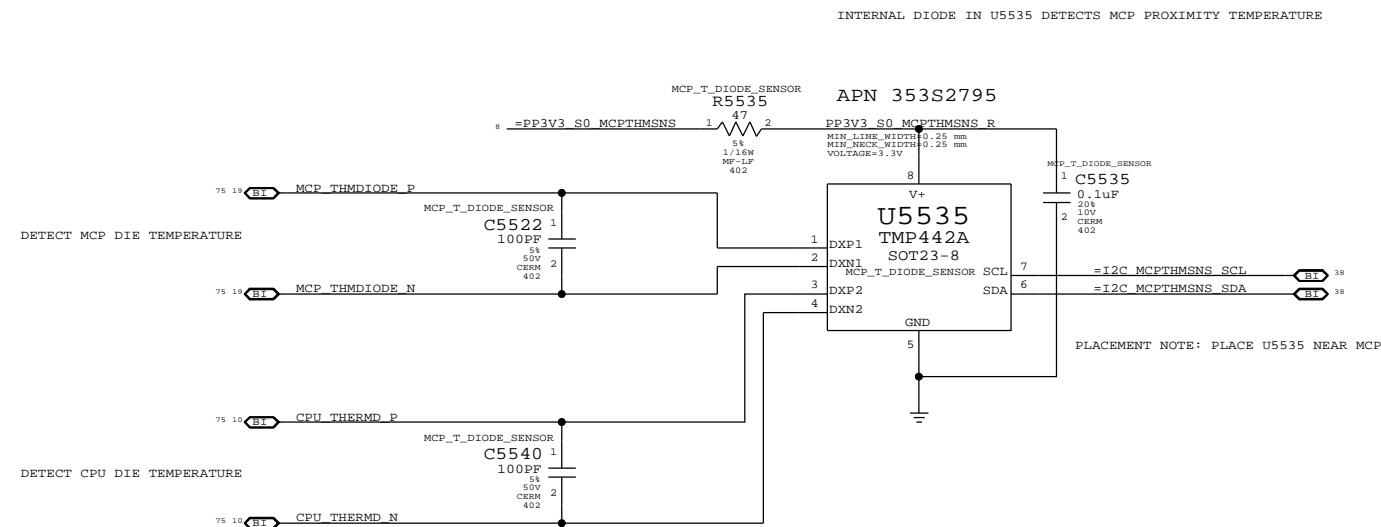 INTERNAL DIODE IN U5535 DETECTS MCP PROXIMITY TEMPERATURE
MCP_T_DIODE_SENSOR
R5535
47
1 2
5%
1/16W
MF-LF
402
8 =PP3V3_S0_MCPTHMSNS
APN 353S2795
PP3V3_S0_MCPTHMSNS_R
MIN_LINE_WIDTH=0.25 mm
MIN_NECK_WIDTH=0.25 mm
VOLTAGE=3.3V
MCP_T_DIODE_SENSOR
1 C5535
0.1uF
20%
10V
2 CERM
402
75 19 BI MCP_THMDIODE_P
MCP_T_DIODE_SENSOR
C5522 1
100PF
5%
50V
CERM 2
402
DETECT MCP DIE TEMPERATURE
75 19 BI MCP_THMDIODE_N
8
V+
U5535
TMP442A
SOT23-8
MCP_T_DIODE_SENSOR
1 DXP1
2 DXN1
3 DXP2
4 DXN2
SCL 7 =I2C_MCPTHMSNS_SCL BI 38
SDA 6 =I2C_MCPTHMSNS_SDA BI 38
GND
5
PLACEMENT NOTE: PLACE U5535 NEAR MCP
75 10 BI CPU_THERMD_P
MCP_T_DIODE_SENSOR
C5540 1
100PF
5%
50V
CERM 2
402
DETECT CPU DIE TEMPERATURE
75 10 BI CPU_THERMD_N